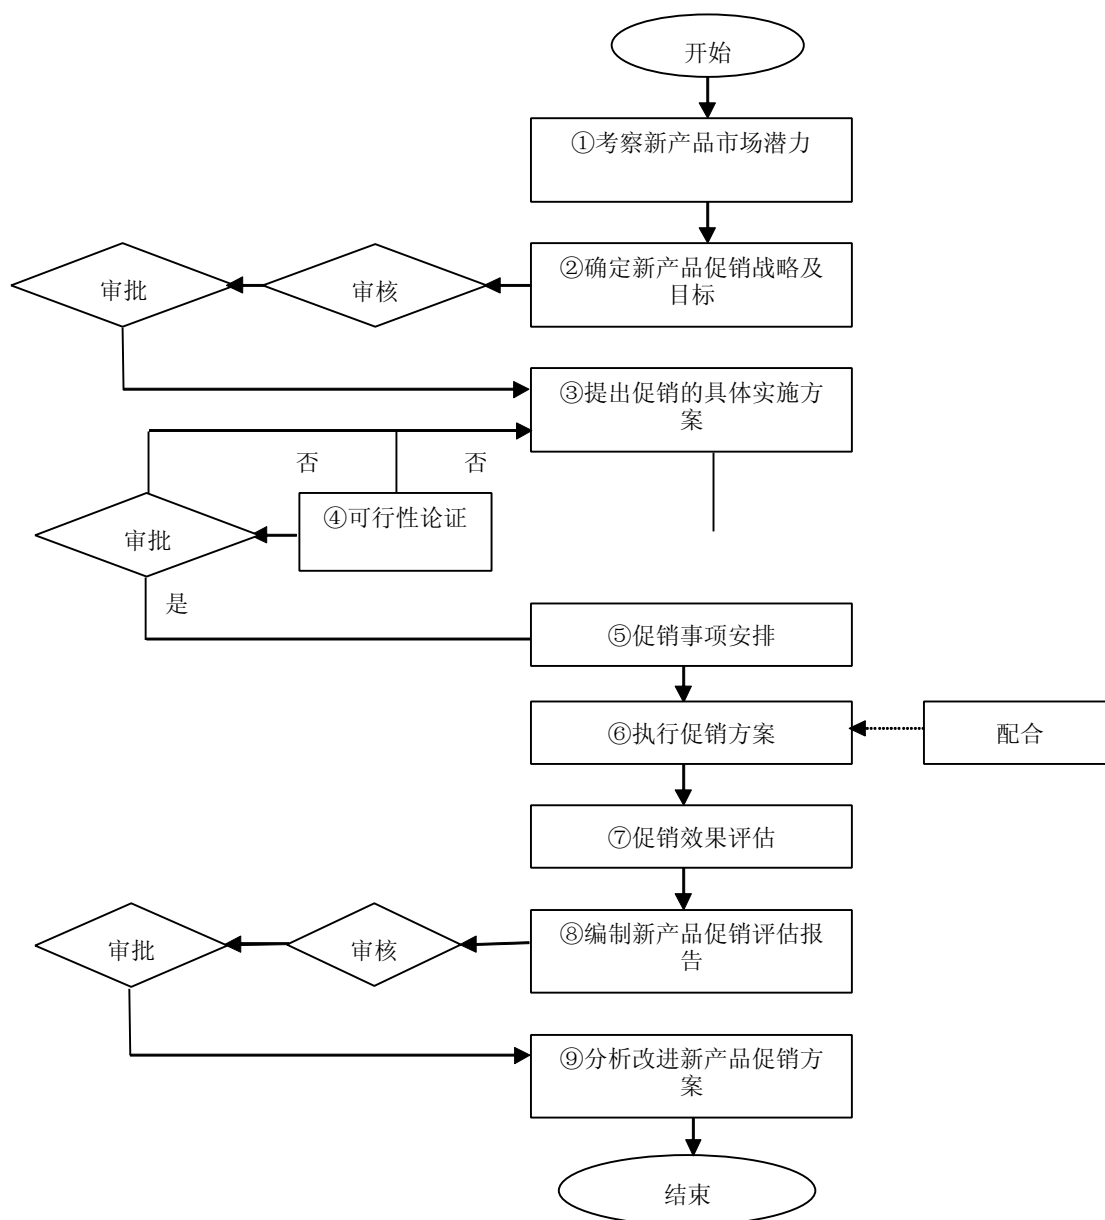 开始
①考察新产品市场潜力
审批
审核
②确定新产品促销战略及
目标
③提出促销的具体实施方
案
否
否
④可行性论证
审批
是
⑤促销事项安排
⑥执行促销方案
配合
⑦促销效果评估
审批
审核
⑧编制新产品促销评估报
告
⑨分析改进新产品促销方
案
结束